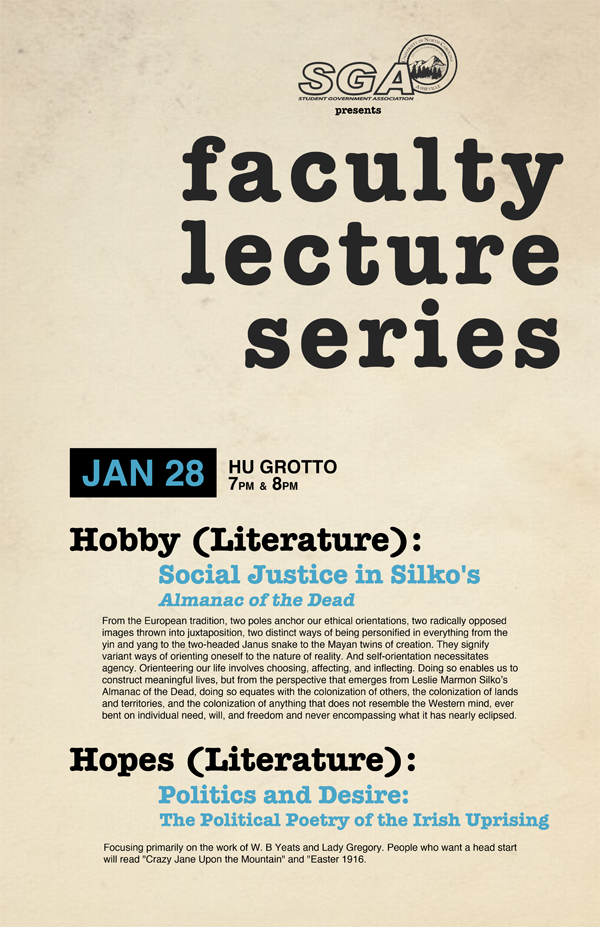 UNIVERSITY OF NORTH CAROLINA
ASHEVILLE
SGA
STUDENT GOVERNMENT ASSOCIATION
presents
faculty
lecture
series
JAN 28
HU GROTTO
7PM & 8PM
Hobby (Literature):
Social Justice in Silko's
Almanac of the Dead
From the European tradition, two poles anchor our ethical orientations, two radically opposed
images thrown into juxtaposition, two distinct ways of being personified in everything from the
yin and yang to the two-headed Janus snake to the Mayan twins of creation. They signify
variant ways of orienting oneself to the nature of reality. And self-orientation necessitates
agency. Orienteering our life involves choosing, affecting, and inflecting. Doing so enables us to
construct meaningful lives, but from the perspective that emerges from Leslie Marmon Silko's
Almanac of the Dead, doing so equates with the colonization of others, the colonization of lands
and territories, and the colonization of anything that does not resemble the Western mind, ever
bent on individual need, will, and freedom and never encompassing what it has nearly eclipsed.
Hopes (Literature):
Politics and Desire:
The Political Poetry of the Irish Uprising
Focusing primarily on the work of W. B Yeats and Lady Gregory. People who want a head start
will read "Crazy Jane Upon the Mountain" and "Easter 1916.